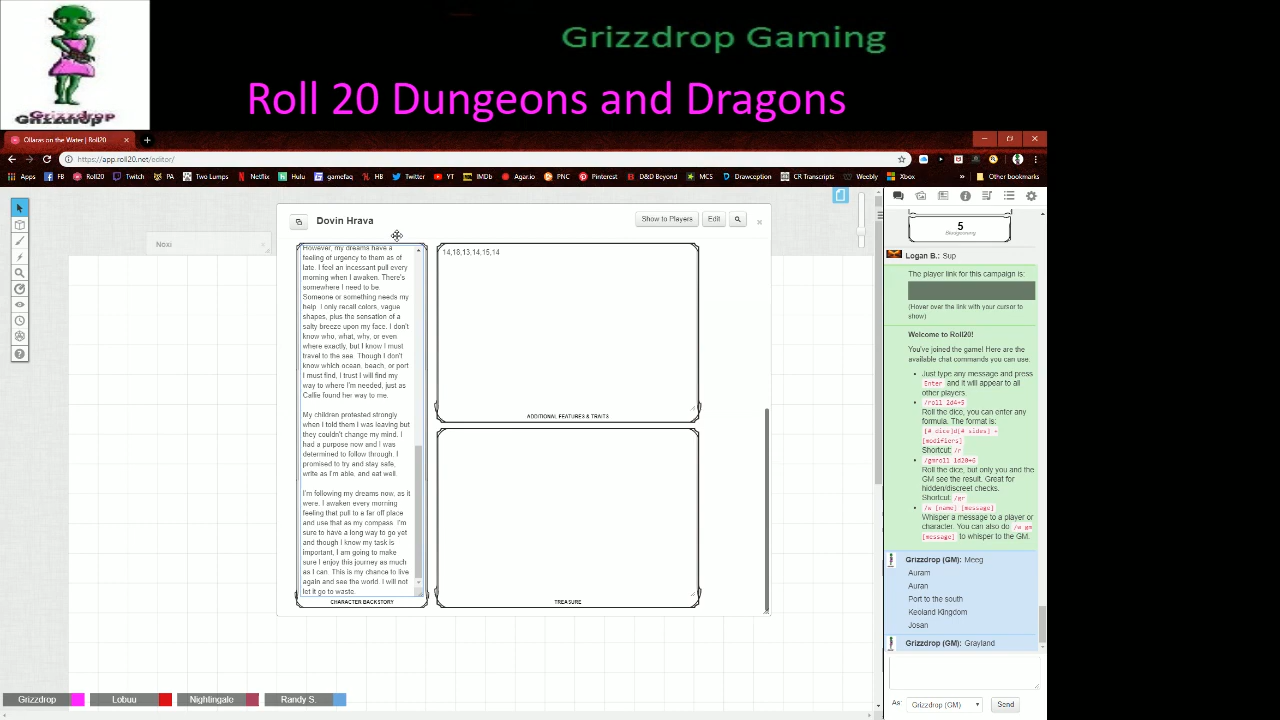 Grizzdrop Gaming
Roll 20 Dungeons and Dragons
Grizzdrop
Ollaras on the Water | Roll20
https://app.roll20.net/editor/
Apps FB Roll20 Twitch PA Two Lumps Netflix Hulu gamefaq HB Twitter YT IMDb Agar.io PNC Pinterest D&D Beyond MCS Drawception CR Transcripts Weebly Xbox » Other bookmarks
Noxi
Dovin Hrava
Show to Players
Edit
However, my dreams have a
feeling of urgency to them as of
late. I feel an incessant pull every
morning when I awaken. There's
somewhere I need to be.
Someone or something needs my
help. I only recall colors, vague
shapes, plus the sensation of a
salty breeze upon my face. I don't
know who, what, why, or even
where exactly, but I know I must
travel to the see. Though I don't
know which ocean, beach, or port
I must find, I trust I will find my
way to where I'm needed, just as
Callie found her way to me.
My children protested strongly
when I told them I was leaving but
they couldn't change my mind. I
had a purpose now and I was
determined to follow through. I
promised to try and stay safe,
write as I'm able, and eat well.
I'm following my dreams now, as it
were. I awaken every morning
feeling that pull to a far off place
and use that as my compass. I'm
sure to have a long way to go yet
and though I know my task is
important, I am going to make
sure I enjoy this journey as much
as I can. This is my chance to live
again and see the world. I will not
let it go to waste.
CHARACTER BACKSTORY
14,18,13,14,15,14
ADDITIONAL FEATURES & TRAITS
TREASURE
5
Logan B.: Sup
The player link for this campaign is:
(Hover over the link with your cursor to
show)
Welcome to Roll20!
You've joined the game! Here are the
available chat commands you can use:
Just type any message and press
Enter and it will appear to all
other players.
/roll 2d4+5
Roll the dice, you can enter any
formula. The format is:
[# dice]d[# sides] +
[modifiers]
Shortcut: /r
/gmroll 1d20+6
Roll the dice, but only you and the
GM see the result. Great for
hidden/discreet checks.
Shortcut: /gr
/w [name] [message]
Whisper a message to a player or
character. You can also do /w gm
[message] to whisper to the GM.
Grizzdrop (GM): Meeg
Auram
Auran
Port to the south
Keoland Kingdom
Josan
Grizzdrop (GM): Grayland
As: Grizzdrop (GM) Send
Grizzdrop
Lobuu
Nightingale
Randy S.